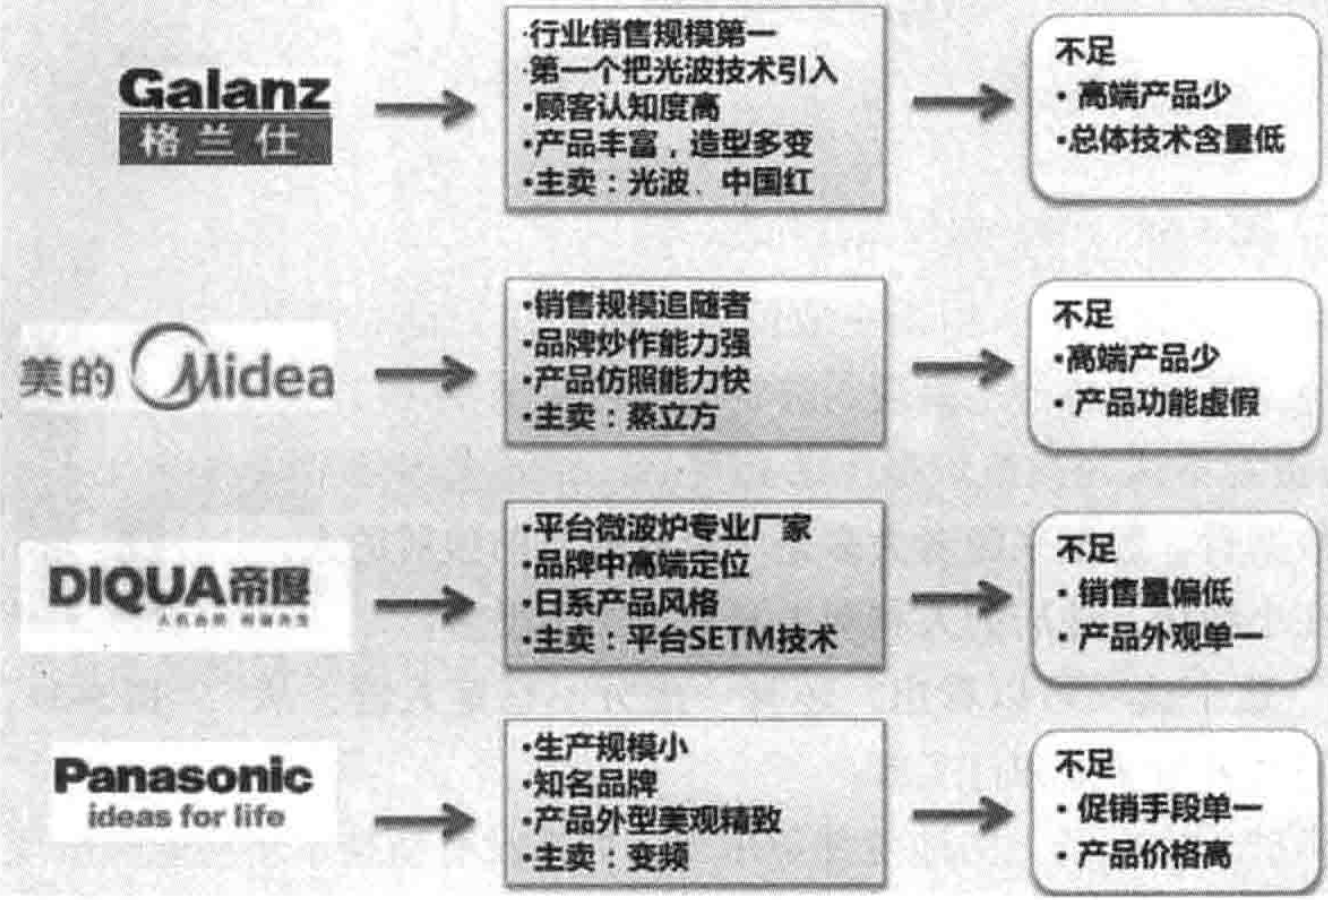 Galanz
格兰仕
·行业销售规模第一
·第一个把光波技术引入
•顾客认知度高
•产品丰富，造型多变
•主卖：光波、中国红
不足
• 高端产品少
•总体技术含量低
美的 Midea
•销售规模追随者
•品牌炒作能力强
•产品仿照能力快
•主卖：蒸立方
不足
•高端产品少
• 产品功能虚假
DIQUA帝度
•平台微波炉专业厂家
•品牌中高端定位
•日系产品风格
•主卖：平台SETM技术
不足
• 销售量偏低
• 产品外观单一
Panasonic
ideas for life
•生产规模小
•知名品牌
•产品外型美观精致
•主卖：变频
不足
• 促销手段单一
• 产品价格高